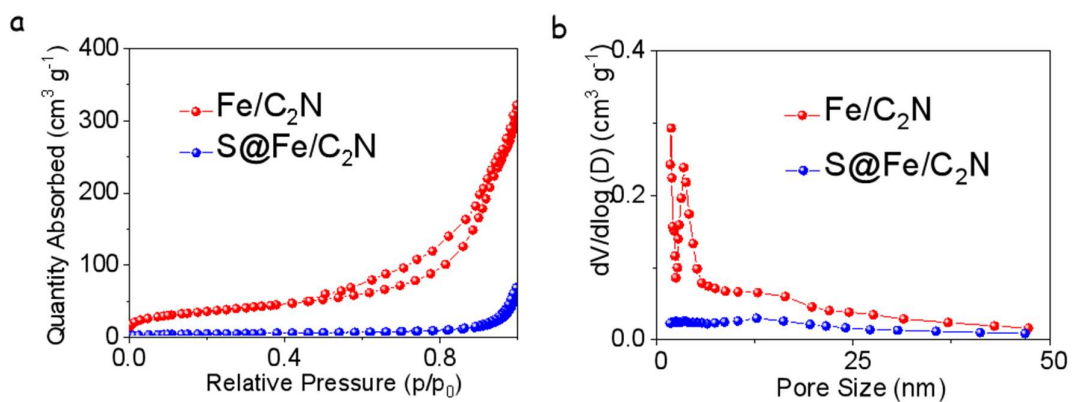 a
Quantity Absorbed (cm³ g⁻¹)
400
300
200
100
0
0.0
0.4
0.8
Relative Pressure (p/p₀)
Fe/C₂N
S@Fe/C₂N
b
dV/dlog (D) (cm³ g⁻¹)
0.4
0.2
0.0
0
25
50
Pore Size (nm)
Fe/C₂N
S@Fe/C₂N